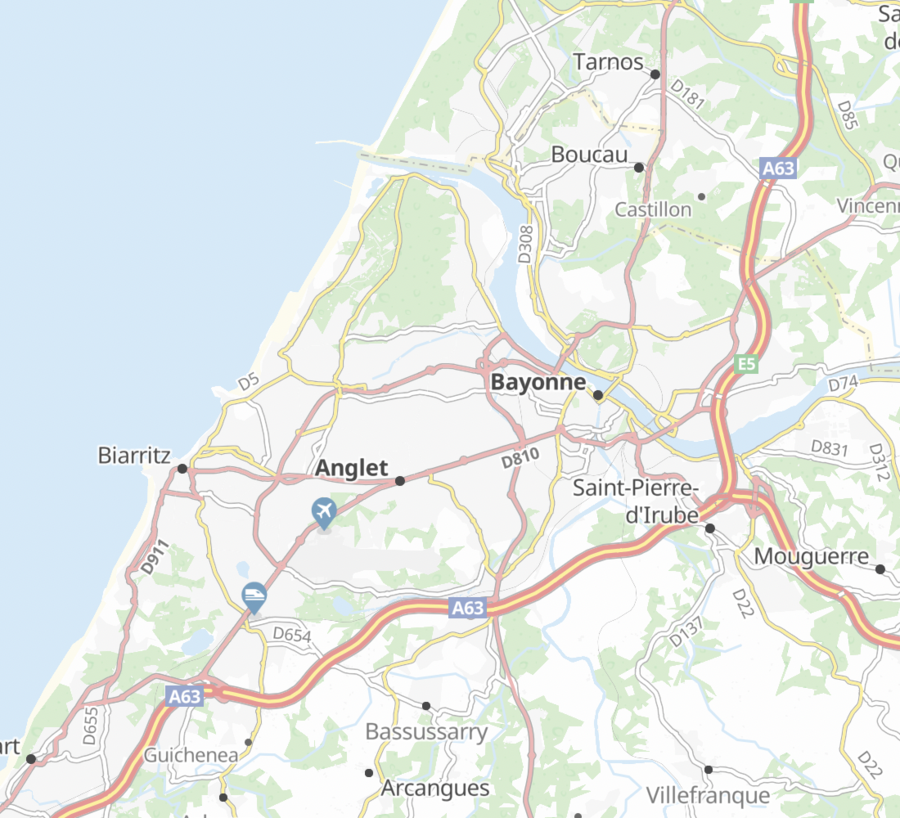 Sa
de
Tarnos
D181
D85
Boucau
A63
Qu
Castillon
Vincenn
D308
E5
D5
Bayonne
D74
Biarritz
Anglet
D810
D831
D312
Saint-Pierre-
d'Irube
D911
Mouguerre
A63
D22
D654
D137
A63
D655
Bassussarry
art
Guichenea
D22
Arcangues
Villefranque